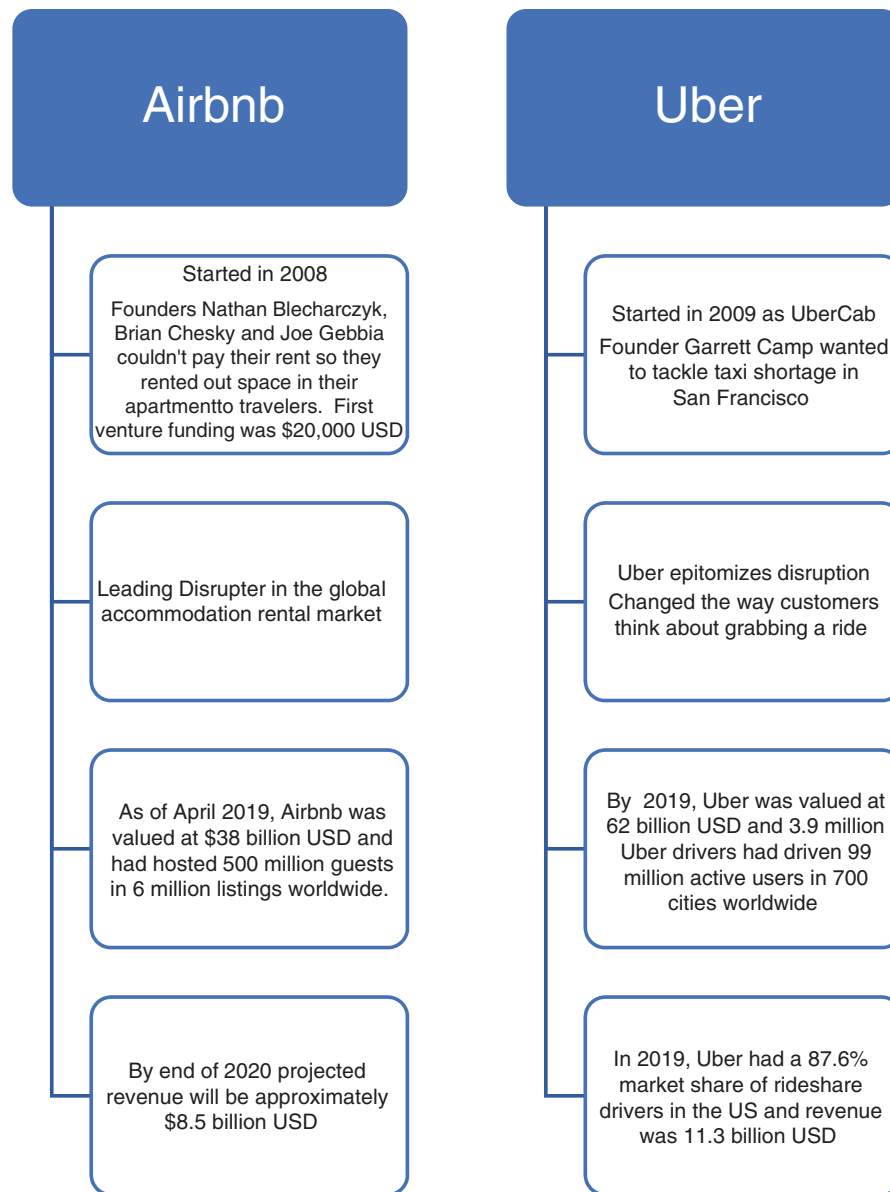 Airbnb
Started in 2008
Founders Nathan Blecharczyk,
Brian Chesky and Joe Gebbia
couldn't pay their rent so they
rented out space in their
apartmentto travelers. First
venture funding was $20,000 USD
Leading Disrupter in the global
accommodation rental market
As of April 2019, Airbnb was
valued at $38 billion USD and
had hosted 500 million guests
in 6 million listings worldwide.
By end of 2020 projected
revenue will be approximately
$8.5 billion USD
Uber
Started in 2009 as UberCab
Founder Garrett Camp wanted
to tackle taxi shortage in
San Francisco
Uber epitomizes disruption
Changed the way customers
think about grabbing a ride
By 2019, Uber was valued at
62 billion USD and 3.9 million
Uber drivers had driven 99
million active users in 700
cities worldwide
In 2019, Uber had a 87.6%
market share of rideshare
drivers in the US and revenue
was 11.3 billion USD